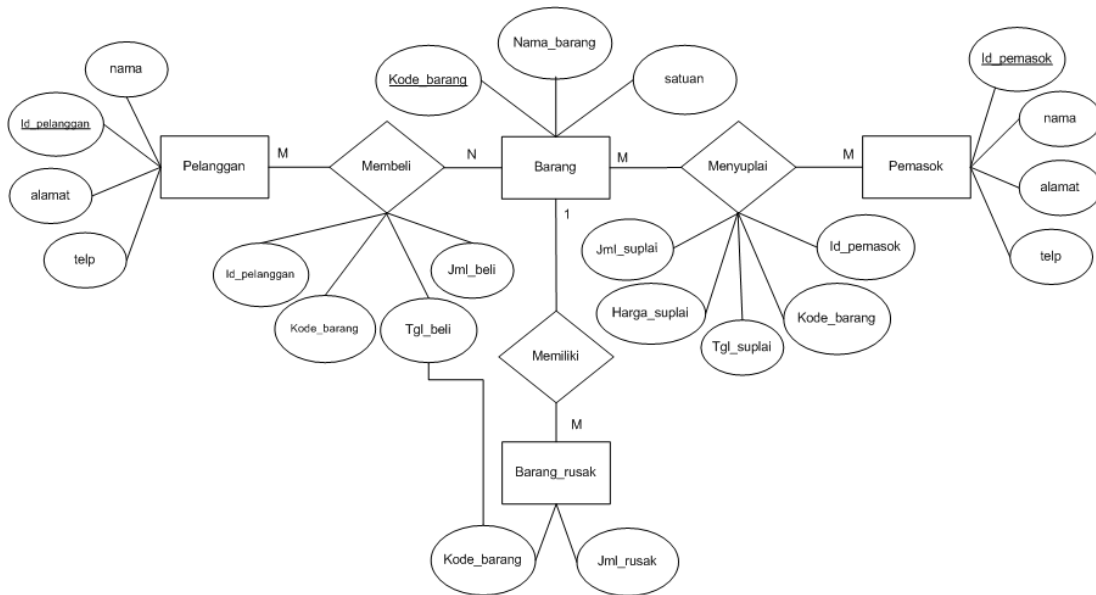 Nama_barang
Id_pemasok
nama
Kode_barang
satuan
Id_pelanggan
nama
Pelanggan
M
Membeli
N
Barang
M
Menyuplai
M
Pemasok
alamat
alamat
1
telp
Id_pelanggan
Jml_beli
Jml_suplai
Id_pemasok
telp
Kode_barang
Tgl_beli
Harga_suplai
Tgl_suplai
Kode_barang
Memiliki
M
Barang_rusak
Kode_barang
Jml_rusak